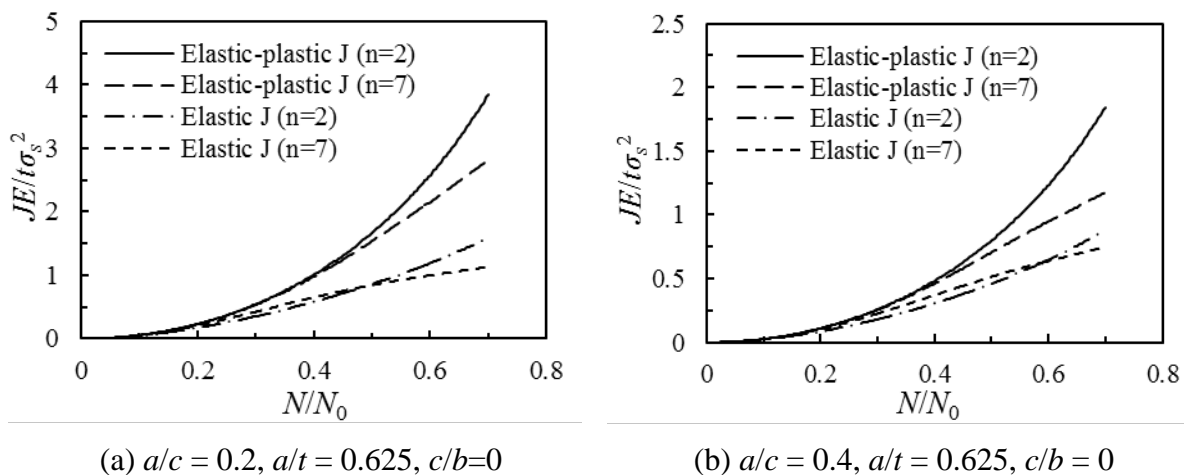 5
4
3
2
1
0
JE/tσₛ²
Elastic-plastic J (n=2)
Elastic-plastic J (n=7)
Elastic J (n=2)
Elastic J (n=7)
0 0.2 0.4 0.6 0.8
N/N₀
(a) a/c = 0.2, a/t = 0.625, c/b=0
2.5
2
1.5
1
0.5
0
JE/tσₛ²
Elastic-plastic J (n=2)
Elastic-plastic J (n=7)
Elastic J (n=2)
Elastic J (n=7)
0 0.2 0.4 0.6 0.8
N/N₀
(b) a/c = 0.4, a/t = 0.625, c/b = 0